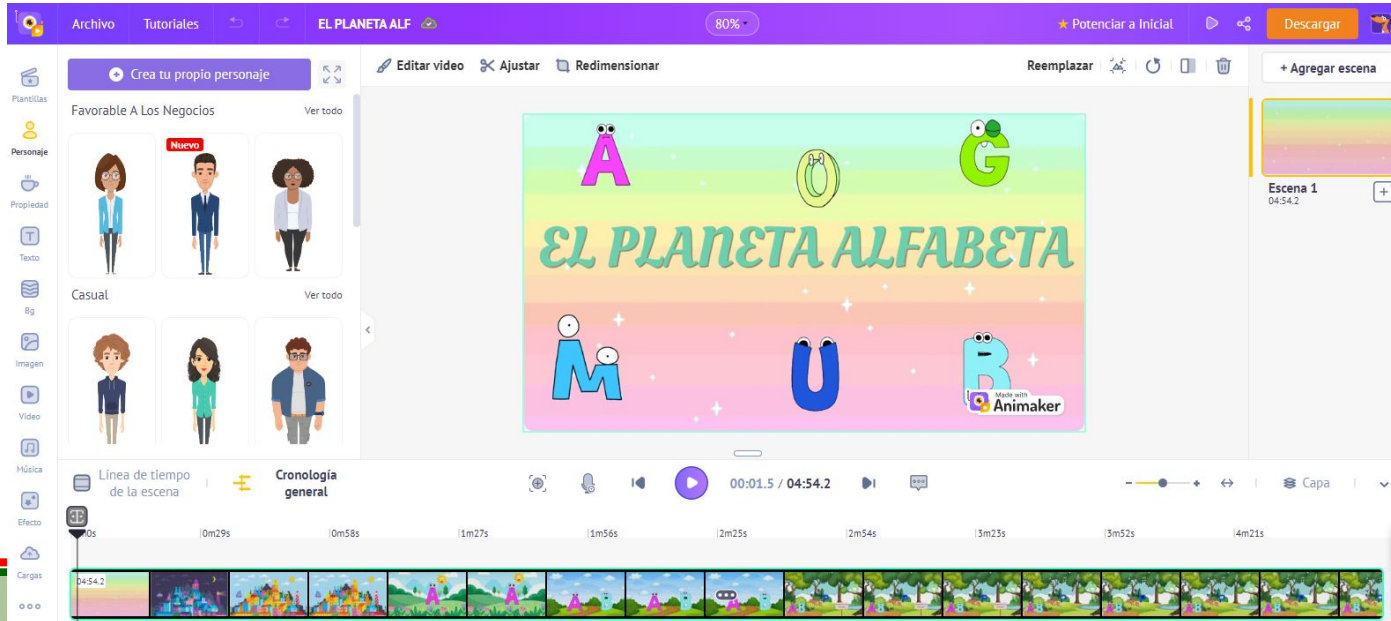 Archivo Tutoriales EL PLANETA ALF 80% Potenciar a Inicial Descargar
Plantillas
Personaje
Propiedad
Texto
Bg
Imagen
Video
Música
Efecto
Cargas
Crea tu propio personaje
Favorable A Los Negocios Ver todo
Nuevo
Casual Ver todo
Editar video Ajustar Redimensionar Reemplazar
A O G
EL PLANETA ALFABETA
M U B
Made with
Animaker
+ Agregar escena
Escena 1
04:54.2
Línea de tiempo
de la escena
Cronología
general
00:01.5 / 04:54.2
Capa
0m29s 0m58s 1m27s 1m56s 2m25s 2m54s 3m23s 3m52s 4m21s
04:54.2